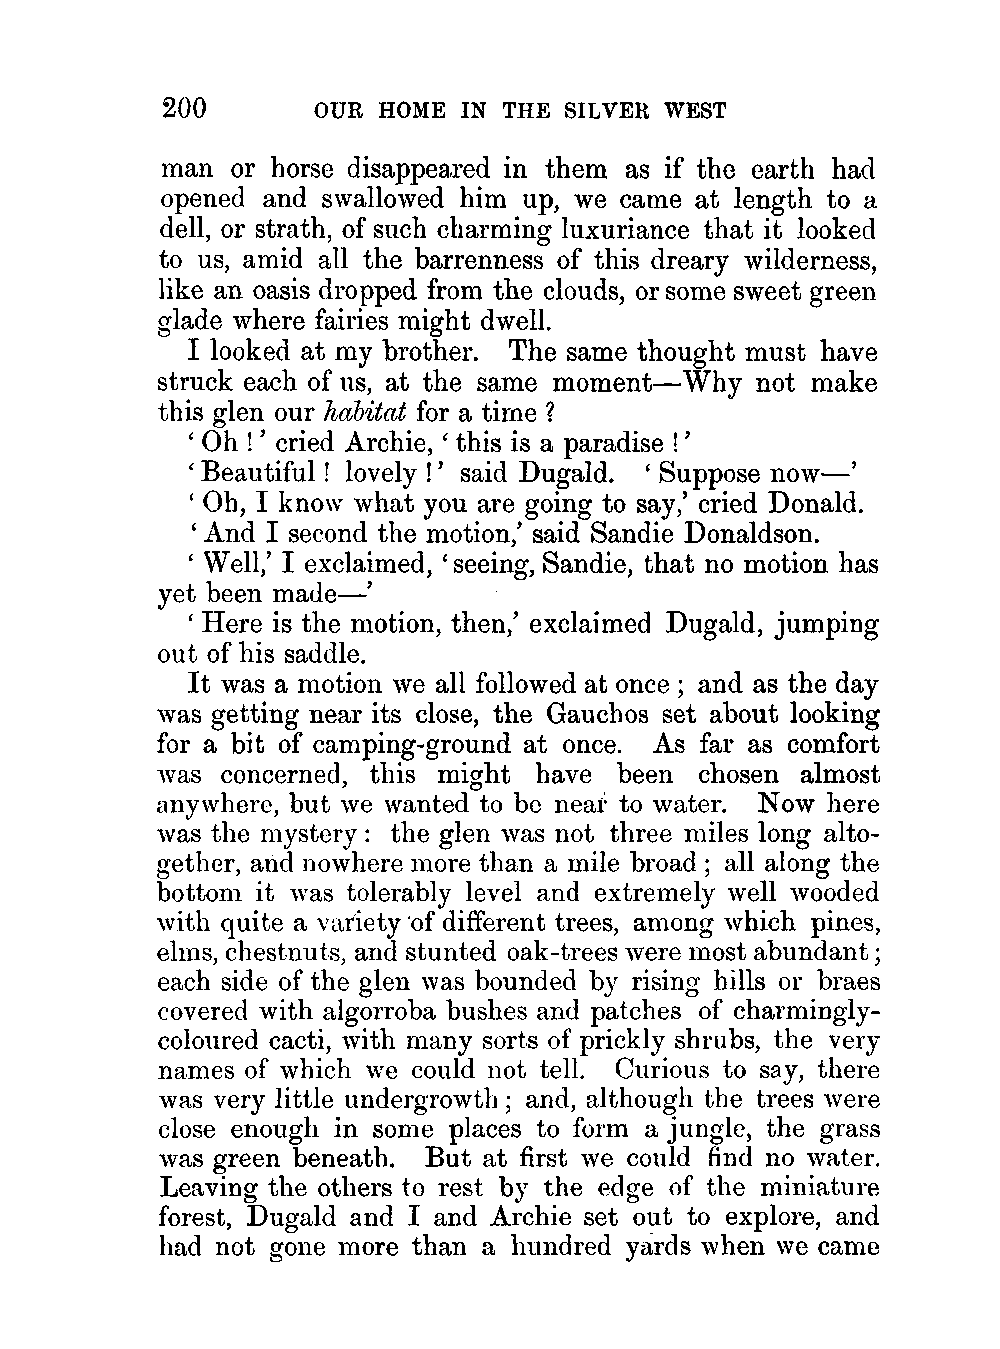 200 OUR HOME IN THE SILVER WEST
man or horse disappeared in them as if the earth had
opened and swallowed him up, we came at length to a
dell, or strath, of such charming luxuriance that it looked
to us, amid all the barrenness of this dreary wilderness,
like an oasis dropped from the clouds, or some sweet green
glade where fairies might dwell.
I looked at my brother. The same thought must have
struck each of us, at the same moment—Why not make
this glen our habitat for a time ?
‘ Oh ! ’ cried Archie, ‘ this is a paradise ! ’
‘ Beautiful ! lovely ! ’ said Dugald. ‘ Suppose now—’
‘ Oh, I know what you are going to say,’ cried Donald.
‘ And I second the motion,’ said Sandie Donaldson.
‘ Well,’ I exclaimed, ‘ seeing, Sandie, that no motion has
yet been made—’
‘ Here is the motion, then,’ exclaimed Dugald, jumping
out of his saddle.
It was a motion we all followed at once ; and as the day
was getting near its close, the Gauchos set about looking
for a bit of camping-ground at once. As far as comfort
was concerned, this might have been chosen almost
anywhere, but we wanted to be near to water. Now here
was the mystery : the glen was not three miles long alto-
gether, and nowhere more than a mile broad ; all along the
bottom it was tolerably level and extremely well wooded
with quite a variety of different trees, among which pines,
elms, chestnuts, and stunted oak-trees were most abundant ;
each side of the glen was bounded by rising hills or braes
covered with algorroba bushes and patches of charmingly-
coloured cacti, with many sorts of prickly shrubs, the very
names of which we could not tell. Curious to say, there
was very little undergrowth ; and, although the trees were
close enough in some places to form a jungle, the grass
was green beneath. But at first we could find no water.
Leaving the others to rest by the edge of the miniature
forest, Dugald and I and Archie set out to explore, and
had not gone more than a hundred yards when we came